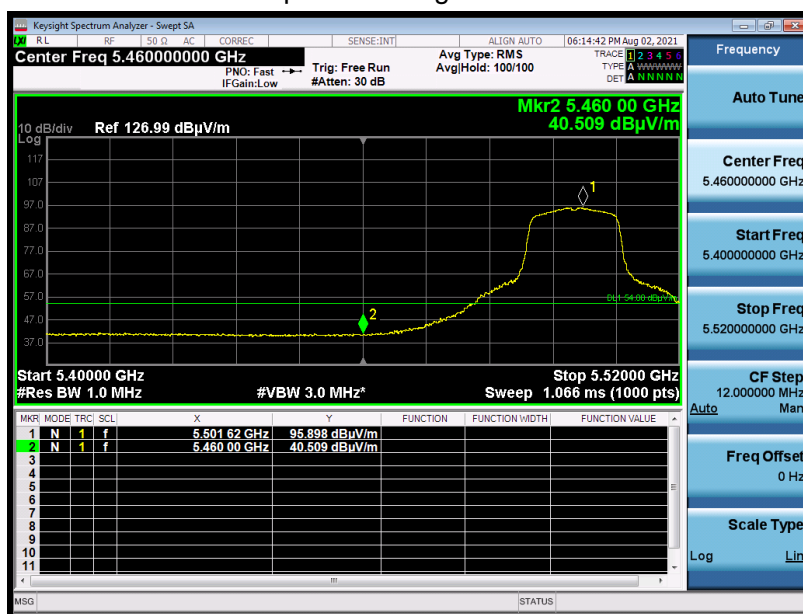 Keysight Spectrum Analyzer - Swept SA
LXI RL RF 50 Ω AC CORREC SENSE:INT ALIGN AUTO 06:14:42 PM Aug 02, 2021
Center Freq 5.460000000 GHz
PNO: Fast
IFGain:Low
Trig: Free Run
#Atten: 30 dB
Avg Type: RMS
Avg|Hold: 100/100
TRACE 1 2 3 4 5 6
TYPE A WWWWW
DET A N N N N N
Mkr2 5.460 00 GHz
40.509 dBµV/m
10 dB/div Ref 126.99 dBµV/m
Log
117
107
97.0
87.0
77.0
67.0
57.0
47.0
37.0
1
2
DL1 54.00 dBµV/m
Start 5.40000 GHz Stop 5.52000 GHz
#Res BW 1.0 MHz #VBW 3.0 MHz* Sweep 1.066 ms (1000 pts)
MKR MODE TRC SCL X Y FUNCTION FUNCTION WIDTH FUNCTION VALUE
1 N 1 f 5.501 62 GHz 95.898 dBµV/m
2 N 1 f 5.460 00 GHz 40.509 dBµV/m
3
4
5
6
7
8
9
10
11
MSG STATUS
Frequency
Auto Tune
Center Freq
5.460000000 GHz
Start Freq
5.400000000 GHz
Stop Freq
5.520000000 GHz
CF Step
12.000000 MHz
Auto Man
Freq Offset
0 Hz
Scale Type
Log Lin